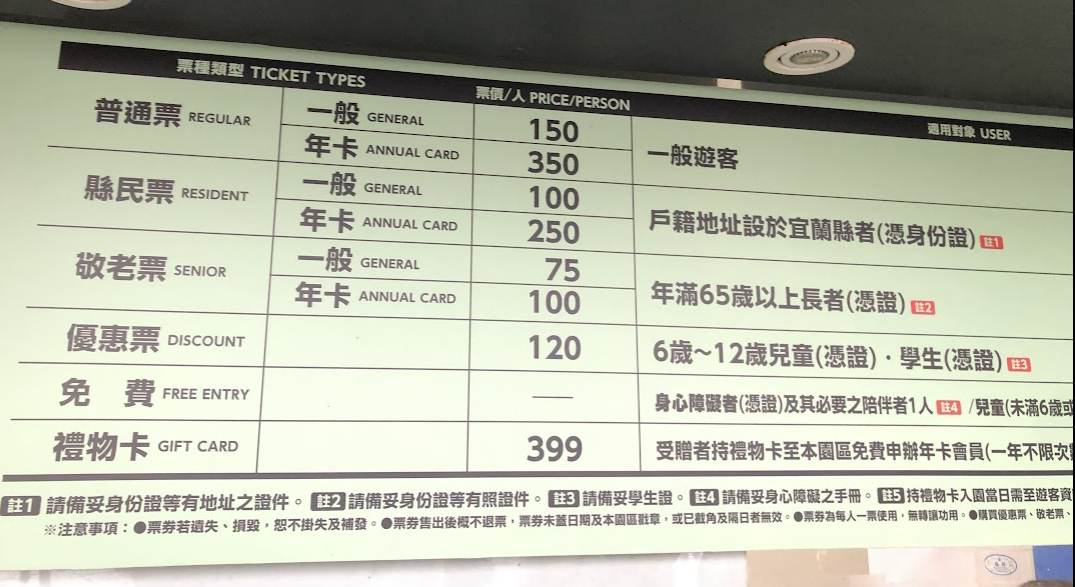 票種類型 TICKET TYPES 票價/人 PRICE/PERSON 適用對象 USER
普通票 REGULAR 一般 GENERAL 150 一般遊客
年卡 ANNUAL CARD 350
縣民票 RESIDENT 一般 GENERAL 100 戶籍地址設於宜蘭縣者(憑身份證) 註1
年卡 ANNUAL CARD 250
敬老票 SENIOR 一般 GENERAL 75 年滿65歲以上長者(憑證) 註2
年卡 ANNUAL CARD 100
優惠票 DISCOUNT 120 6歲～12歲兒童(憑證)·學生(憑證) 註3
免 費 FREE ENTRY — 身心障礙者(憑證)及其必要之陪伴者1人 註4 /兒童(未滿6歲或
禮物卡 GIFT CARD 399 受贈者持禮物卡至本園區免費申辦年卡會員(一年不限次數
註1 請備妥身份證等有地址之證件。 註2 請備妥身份證等有照證件。 註3 請備妥學生證。 註4 請備妥身心障礙之手冊。 註5 持禮物卡入園當日需至遊客資
※注意事項：●票券若遺失、損毀，恕不掛失及補發。●票券售出後概不退票，票券未蓋日期及本園區戳章，或已截角及隔日者無效。●票券為每人一票使用，無轉讓功用。●購買優惠票、敬老票、